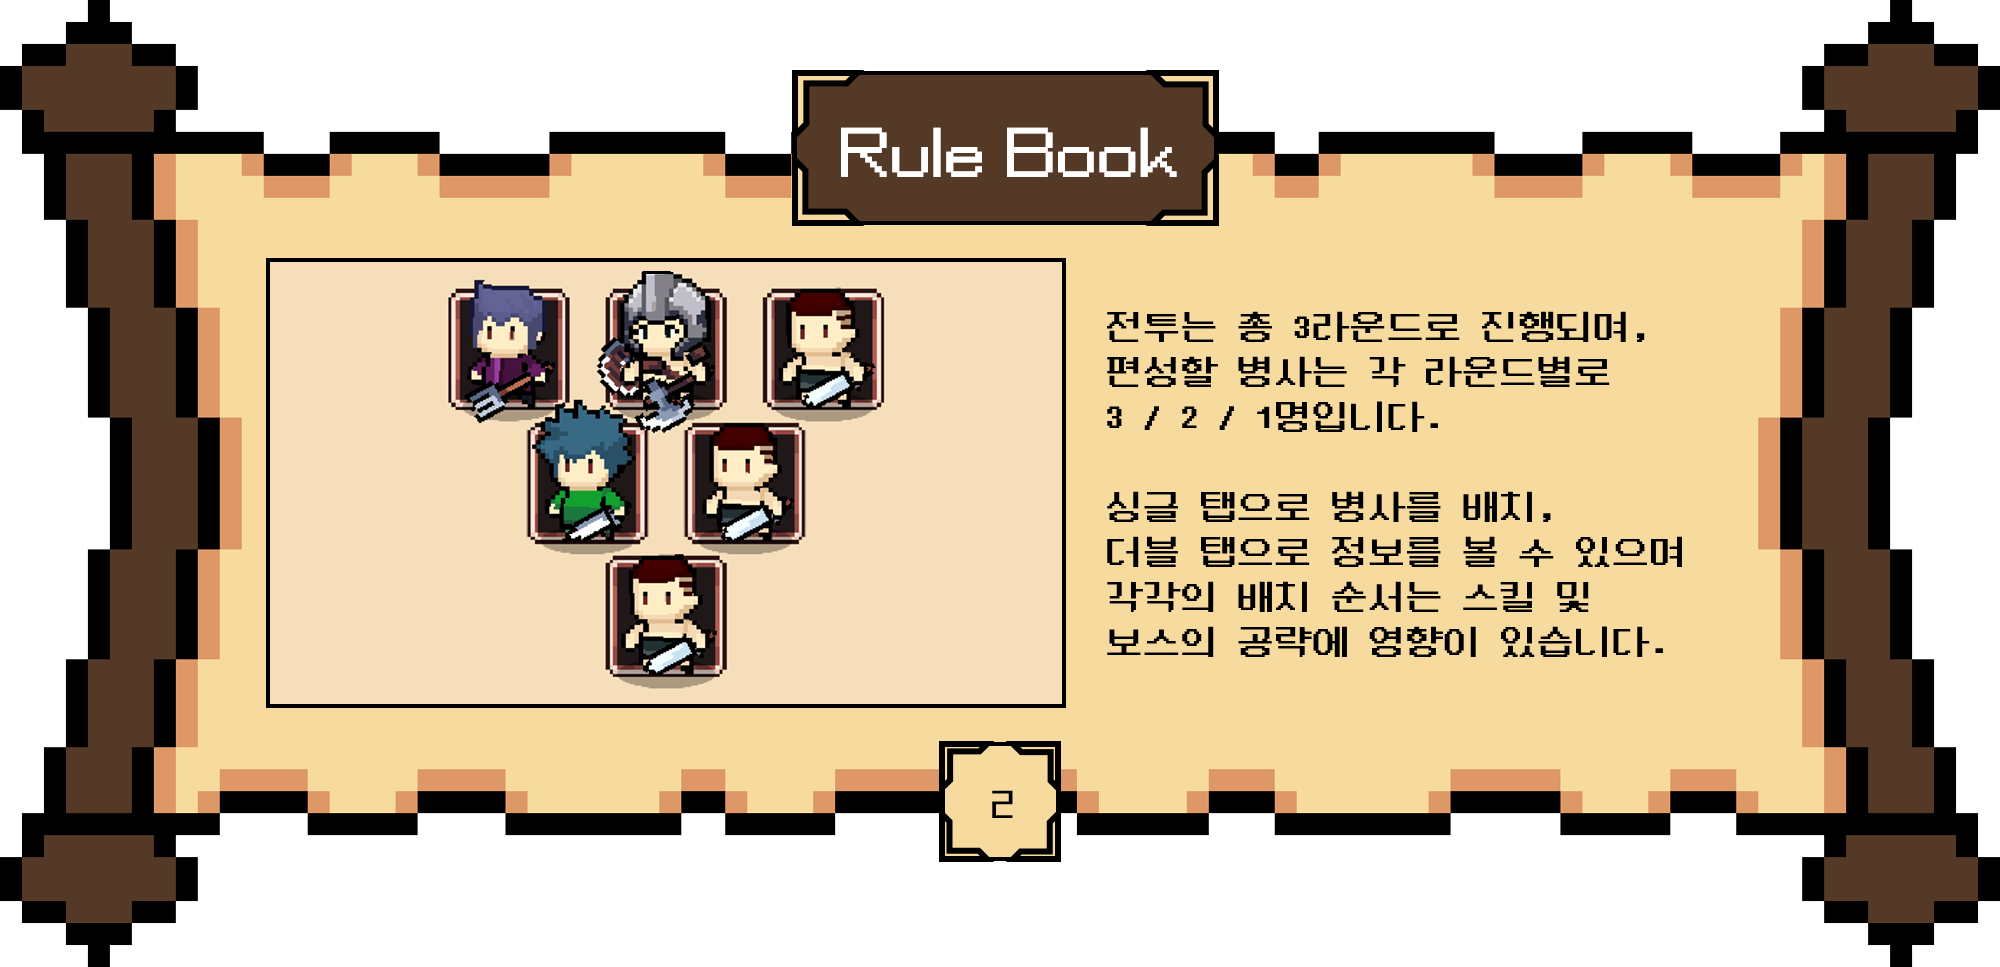 Rule Book
전투는 총 3라운드로 진행되며,
편성할 병사는 각 라운드별로
3 / 2 / 1명입니다.
싱글 탭으로 병사를 배치,
더블 탭으로 정보를 볼 수 있으며
각각의 배치 순서는 스킬 및
보스의 공략에 영향이 있습니다.
2